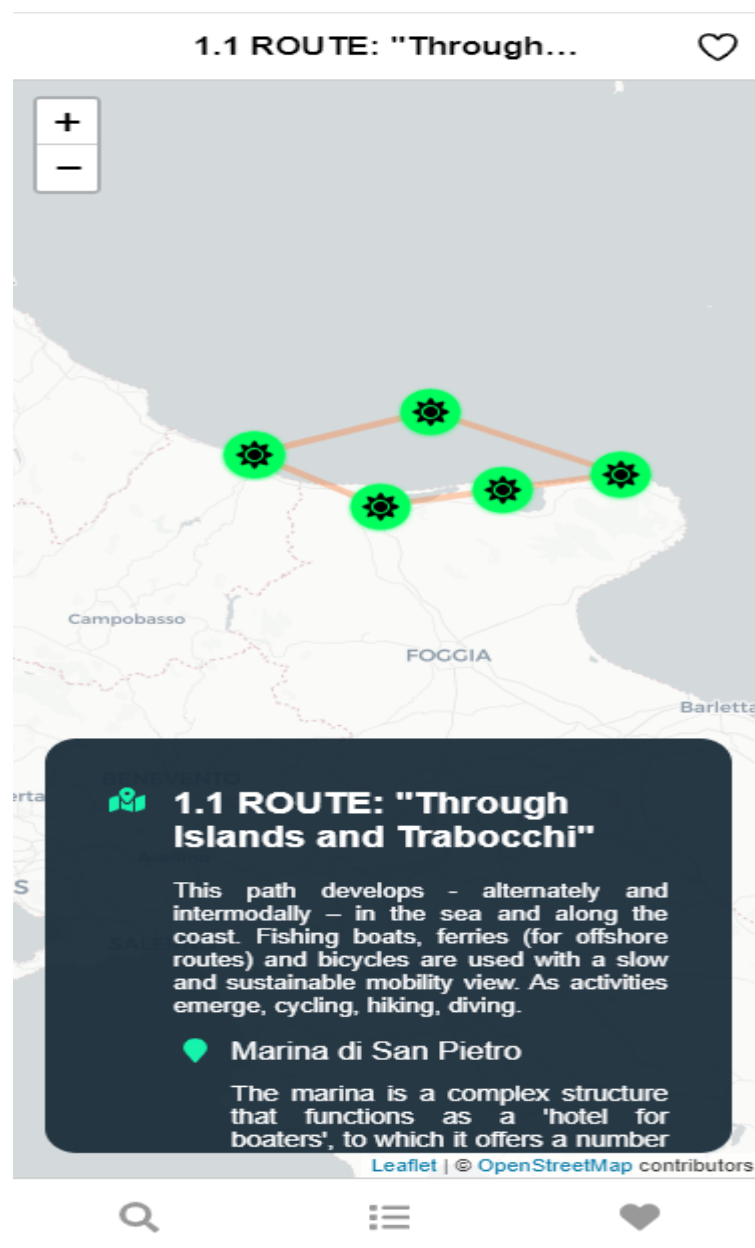 1.1 ROUTE: "Through...
+
−
Campobasso
FOGGIA
Barletta
BENEVENTO
erta
1.1 ROUTE: "Through
Islands and Trabocchi"
S
This path develops - alternately and
intermodally – in the sea and along the
coast. Fishing boats, ferries (for offshore
routes) and bicycles are used with a slow
and sustainable mobility view. As activities
emerge, cycling, hiking, diving.
Marina di San Pietro
The marina is a complex structure
that functions as a 'hotel for
boaters', to which it offers a number
Leaflet | © OpenStreetMap contributors